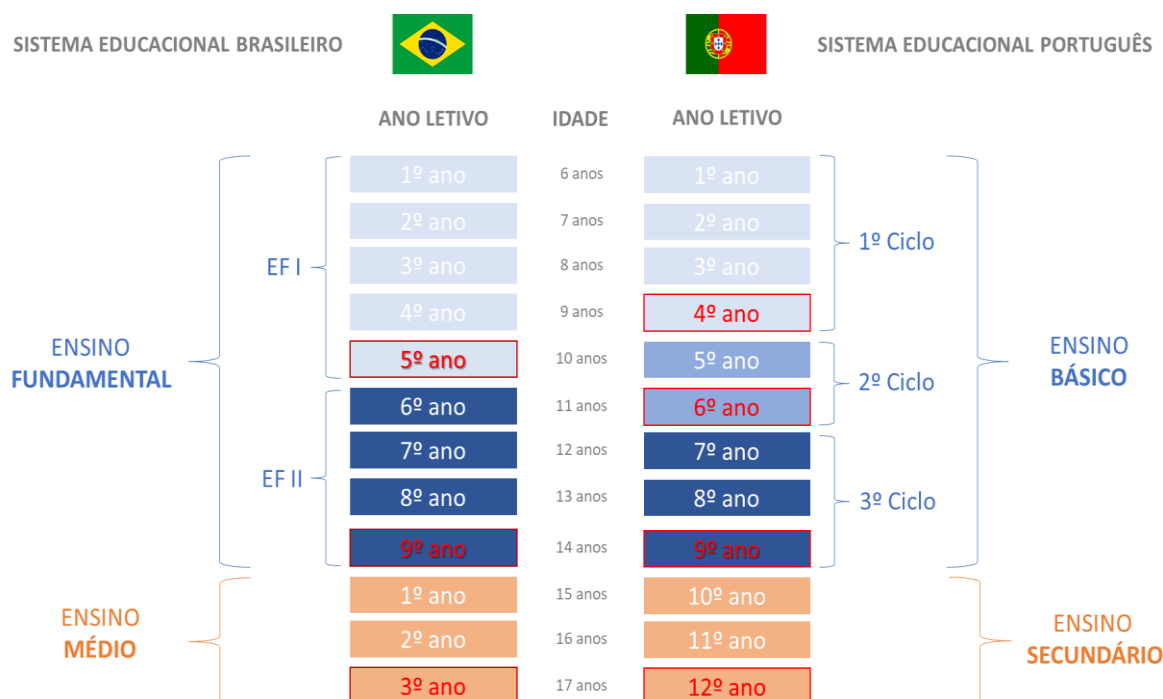 SISTEMA EDUCACIONAL BRASILEIRO
SISTEMA EDUCACIONAL PORTUGUÊS
ANO LETIVO IDADE ANO LETIVO
1º ano 6 anos 1º ano
2º ano 7 anos 2º ano
1º Ciclo
EF I
3º ano 8 anos 3º ano
4º ano 9 anos 4º ano
ENSINO
FUNDAMENTAL
5º ano 10 anos 5º ano
ENSINO
BÁSICO
2º Ciclo
6º ano 11 anos 6º ano
7º ano 12 anos 7º ano
EF II
8º ano 13 anos 8º ano
3º Ciclo
9º ano 14 anos 9º ano
1º ano 15 anos 10º ano
ENSINO
MÉDIO
2º ano 16 anos 11º ano
ENSINO
SECUNDÁRIO
3º ano 17 anos 12º ano